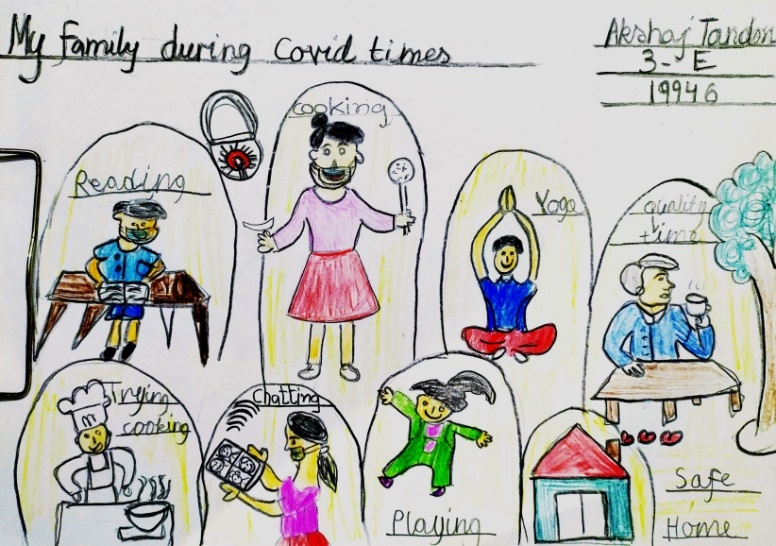 My family during Covid times
Akshaj Tandon
3-E
19946
Cooking
Reading
Yoga
quality
time
Trying
cooking
Chatting
Playing
Safe
Home